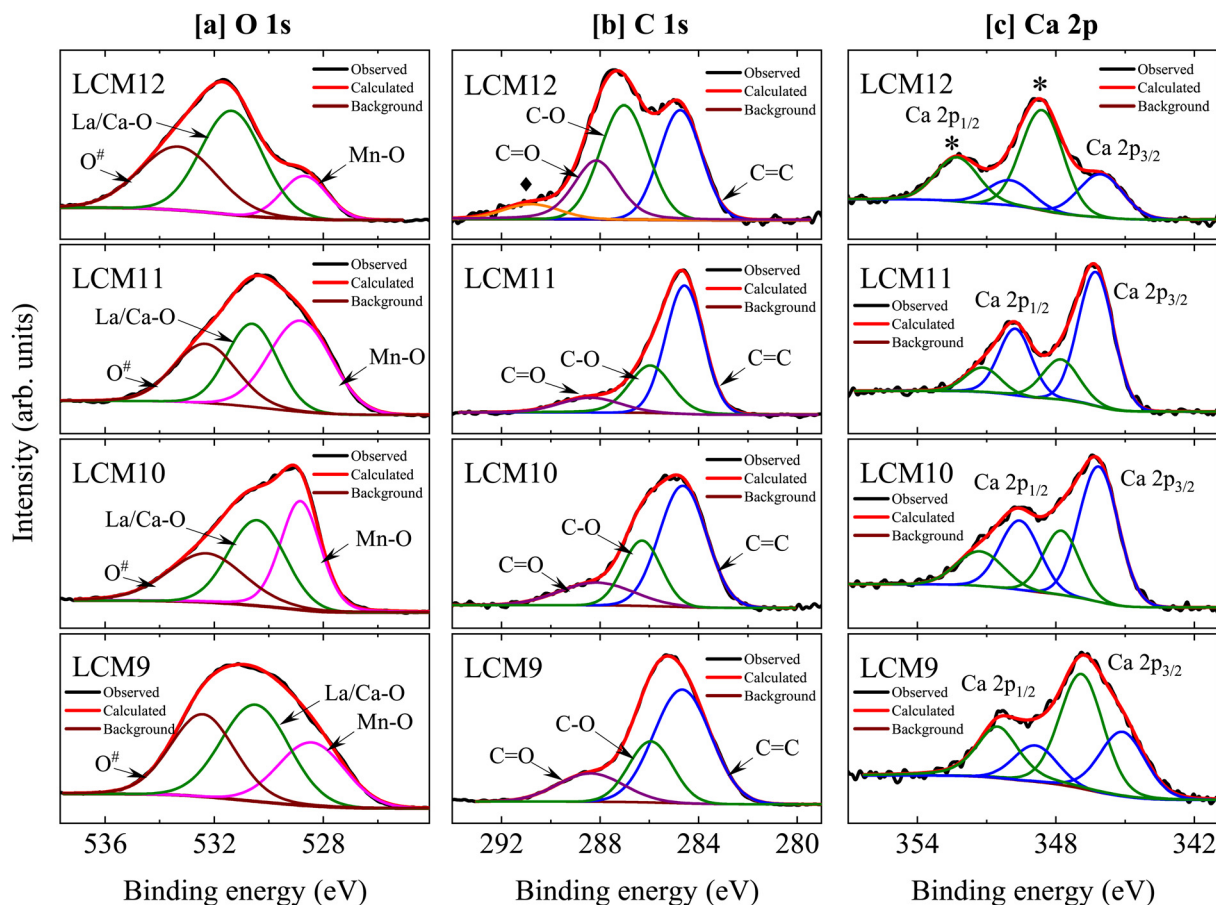 [a] O 1s
[b] C 1s
[c] Ca 2p
Intensity (arb. units)
LCM12
Observed
Calculated
Background
La/Ca-O
O#
Mn-O
LCM12
Observed
Calculated
Background
C-O
C=O
C=C
♦
LCM12
Observed
Calculated
Background
*
*
Ca 2p1/2
Ca 2p3/2
LCM11
Observed
Calculated
Background
La/Ca-O
O#
Mn-O
LCM11
Observed
Calculated
Background
C-O
C=O
C=C
LCM11
Observed
Calculated
Background
Ca 2p1/2
Ca 2p3/2
LCM10
Observed
Calculated
Background
La/Ca-O
O#
Mn-O
LCM10
Observed
Calculated
Background
C-O
C=O
C=C
LCM10
Observed
Calculated
Background
Ca 2p1/2
Ca 2p3/2
LCM9
Observed
Calculated
Background
La/Ca-O
Mn-O
O#
LCM9
Observed
Calculated
Background
C-O
C=O
C=C
LCM9
Observed
Calculated
Background
Ca 2p1/2
Ca 2p3/2
536 532 528
292 288 284 280
354 348 342
Binding energy (eV)
Binding energy (eV)
Binding energy (eV)